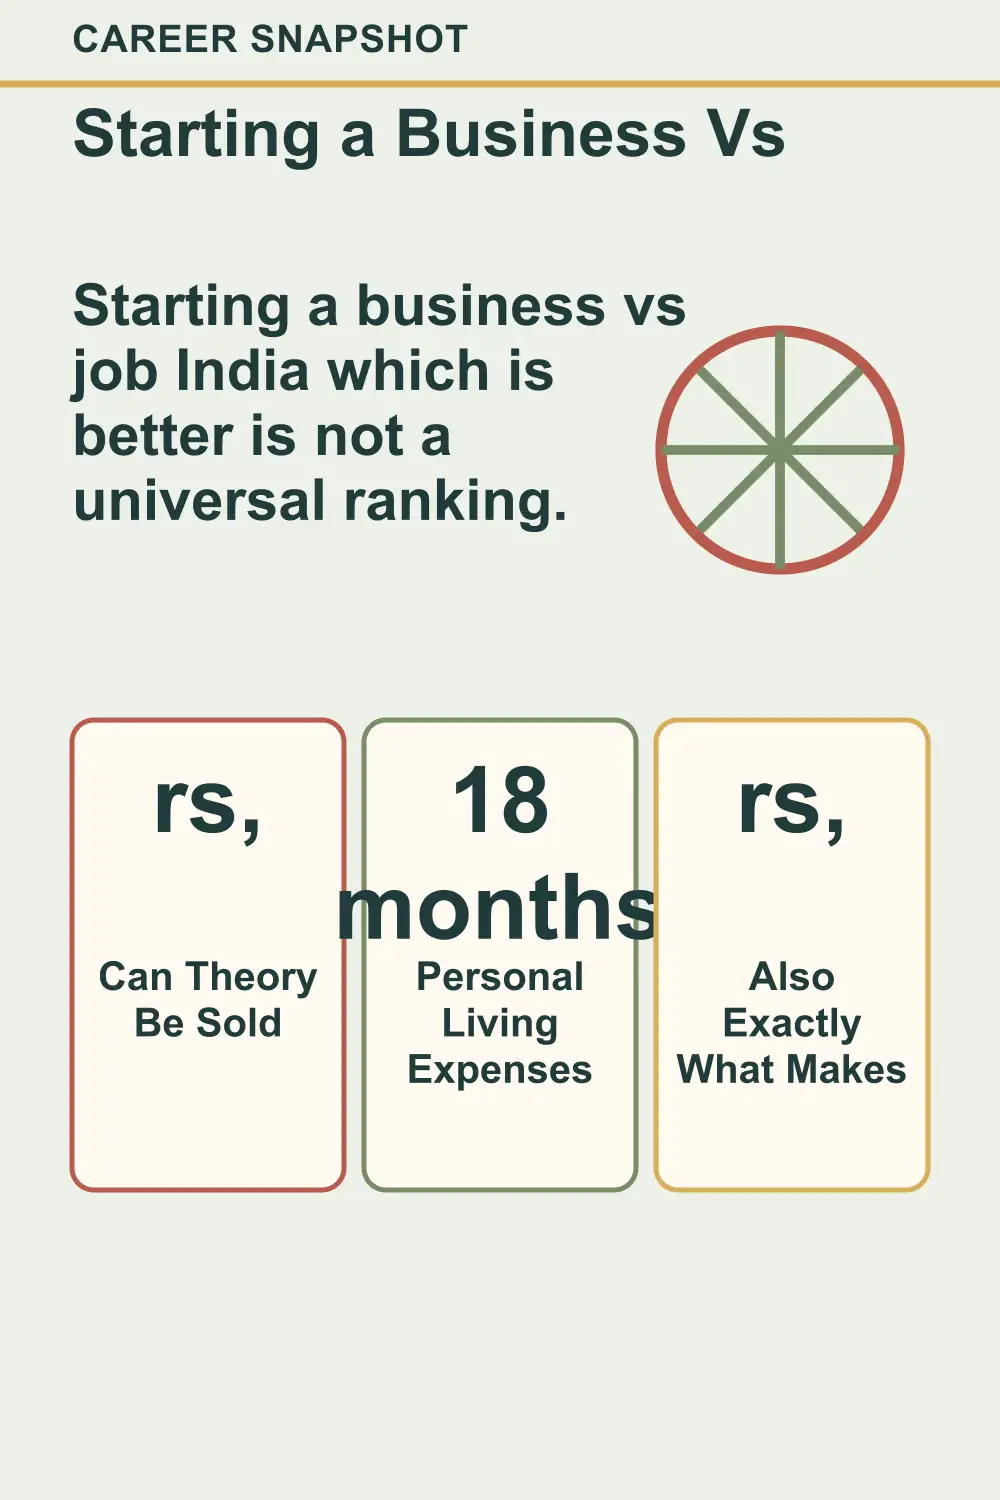 CAREER SNAPSHOT
Starting a Business Vs
Starting a business vs
job India which is
better is not a
universal ranking.
rs,
Can Theory
Be Sold
18
months
Personal
Living
Expenses
rs,
Also
Exactly
What Makes